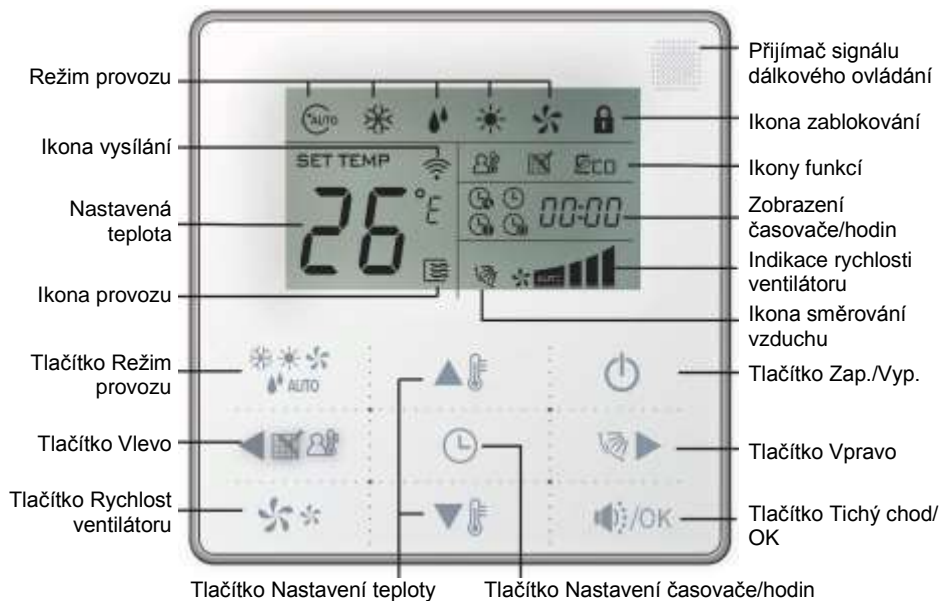 Režim provozu
Ikona vysílání
Nastavená
teplota
Ikona provozu
Tlačítko Režim
provozu
Tlačítko Vlevo
Tlačítko Rychlost
ventilátoru
AUTO
SET TEMP
26°C
ECO
00:00
AUTO
AUTO
/OK
Přijímač signálu
dálkového ovládání
Ikona zablokování
Ikony funkcí
Zobrazení
časovače/hodin
Indikace rychlosti
ventilátoru
Ikona směrování
vzduchu
Tlačítko Zap./Vyp.
Tlačítko Vpravo
Tlačítko Tichý chod/
OK
Tlačítko Nastavení teploty
Tlačítko Nastavení časovače/hodin